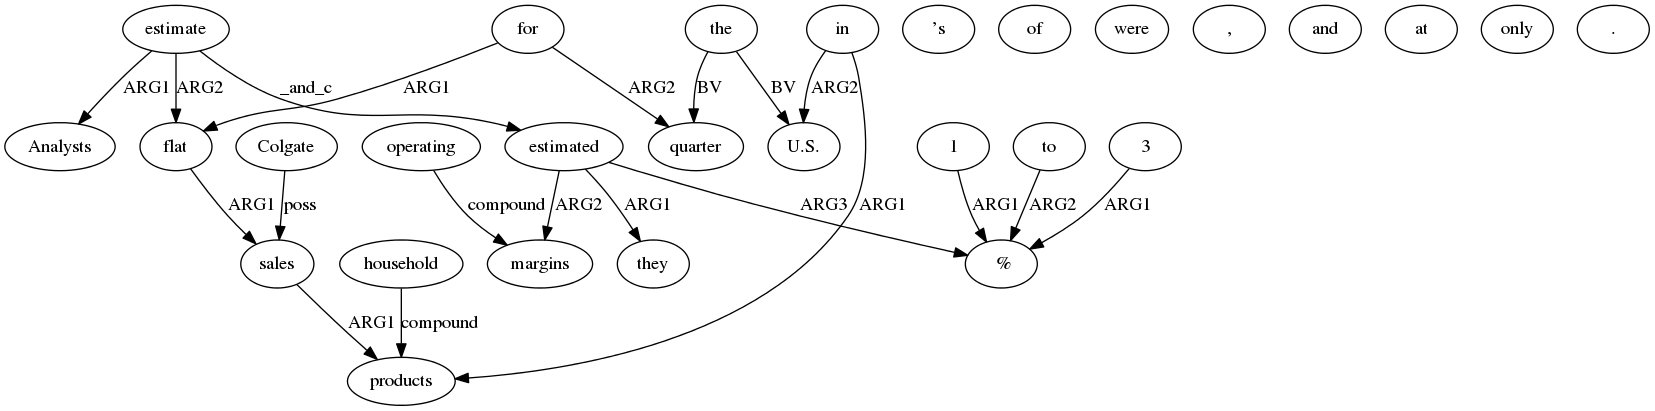 estimate for the in 's of were , and at only .
ARG1 ARG2 _and_c ARG1 ARG2 BV BV ARG2
Analysts flat Colgate operating estimated quarter U.S. 1 to 3
ARG1 poss compound ARG2 ARG1 ARG3 ARG1 ARG1 ARG2 ARG1
sales household margins they %
ARG1 compound
products